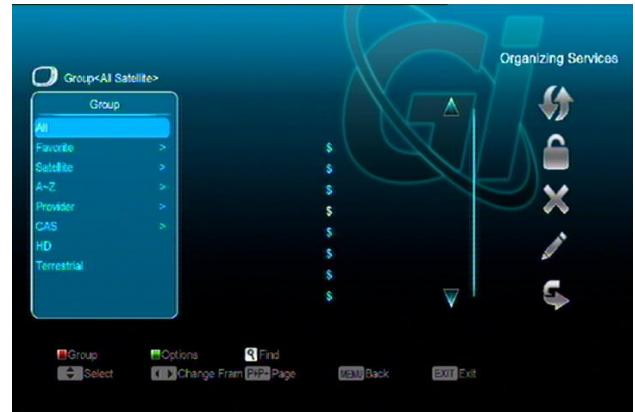 Organizing Services
Group<All Satellite>
Group
All
Favorite >
Satellite >
A~Z >
Provider >
CAS >
HD
Terrestrial
$
$
$
$
$
$
$
$
Group Options Find
Select Change Fram P-P+ Page MENU Back EXIT Exit